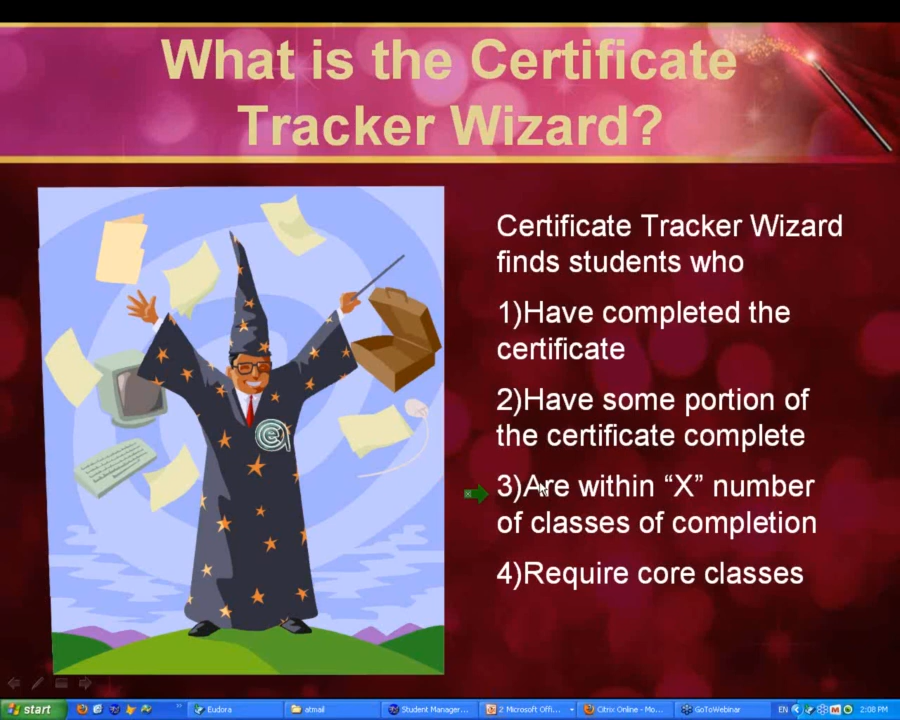 What is the Certificate
Tracker Wizard?
Certificate Tracker Wizard
finds students who
1)Have completed the
certificate
2)Have some portion of
the certificate complete
3)Are within “X” number
of classes of completion
4)Require core classes
start
Eudora
atmail
Student Manager...
2 Microsoft Offi...
Citrix Online - Mo...
GoToWebinar
EN
2:08 PM